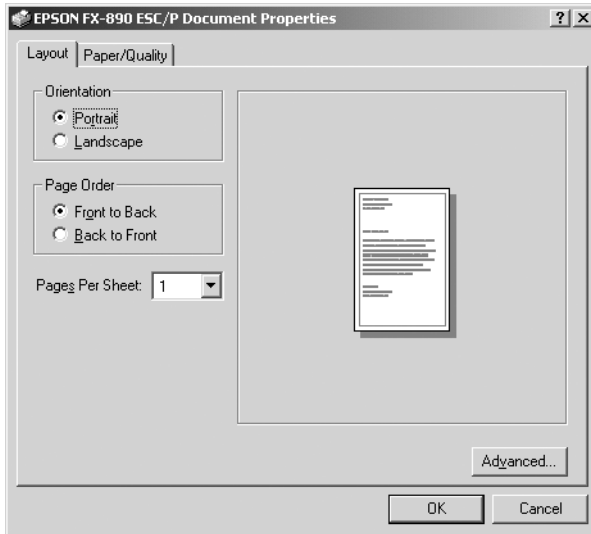 EPSON FX-890 ESC/P Document Properties
Layout Paper/Quality
Orientation
Portrait
Landscape
Page Order
Front to Back
Back to Front
Pages Per Sheet: 1
Advanced...
OK Cancel